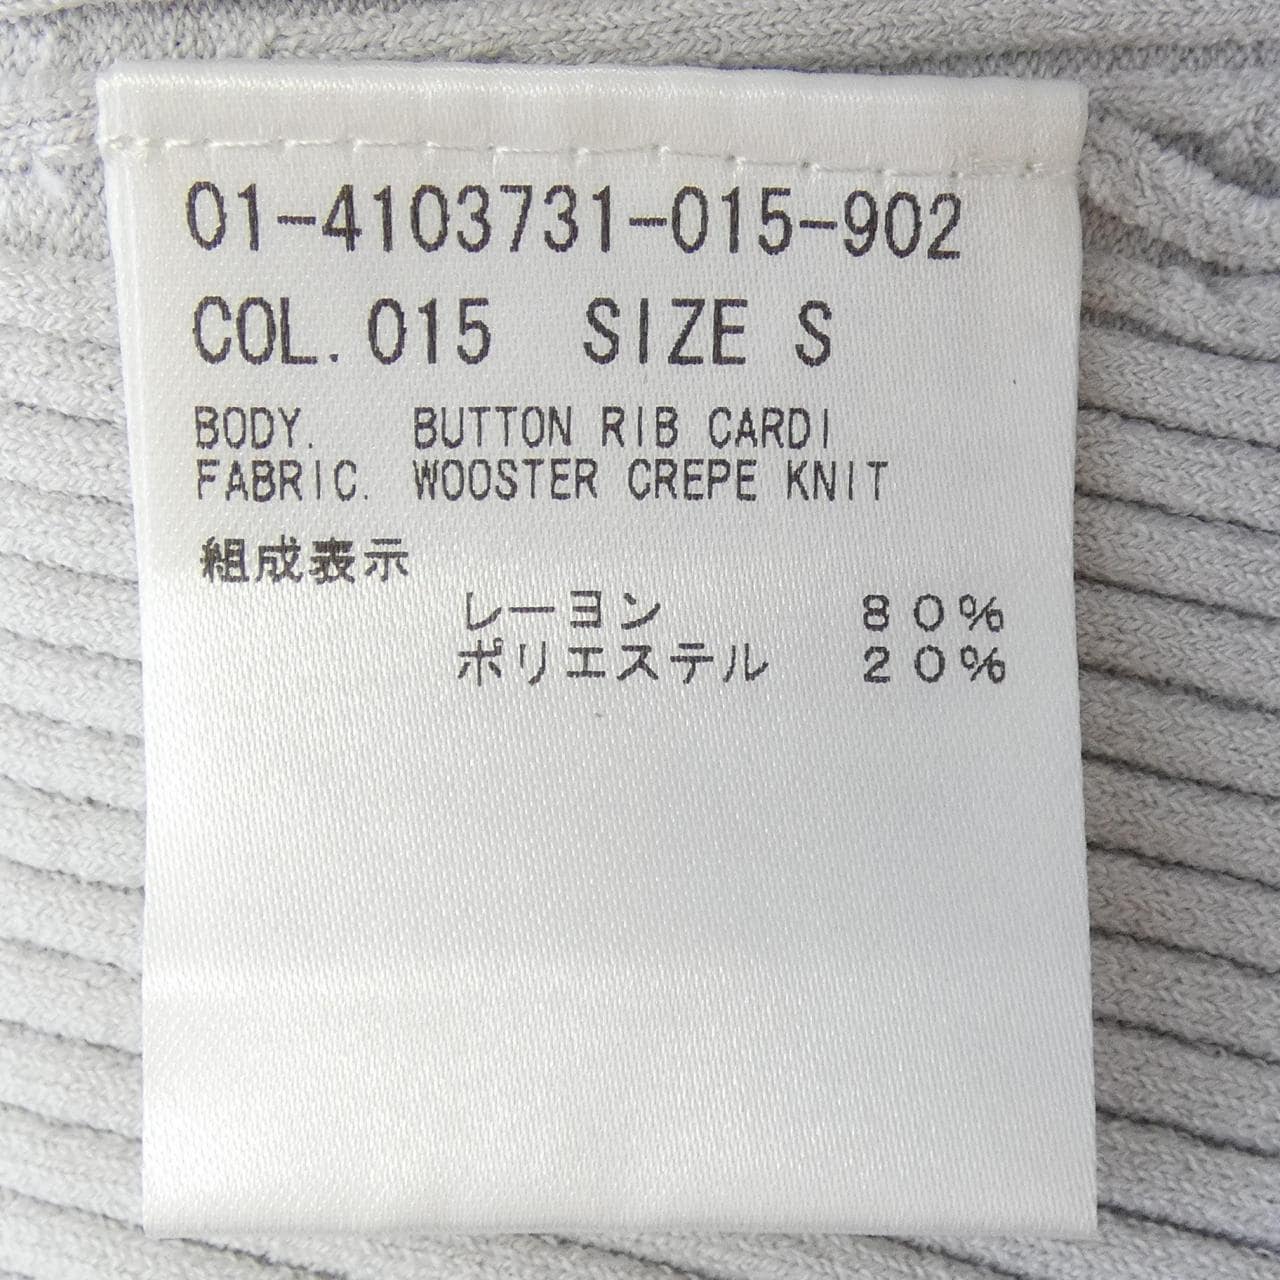 01-4103731-015-902
COL.015 SIZE S
BODY. BUTTON RIB CARDI
FABRIC. WOOSTER CREPE KNIT
組成表示
レーヨン 80%
ポリエステル 20%